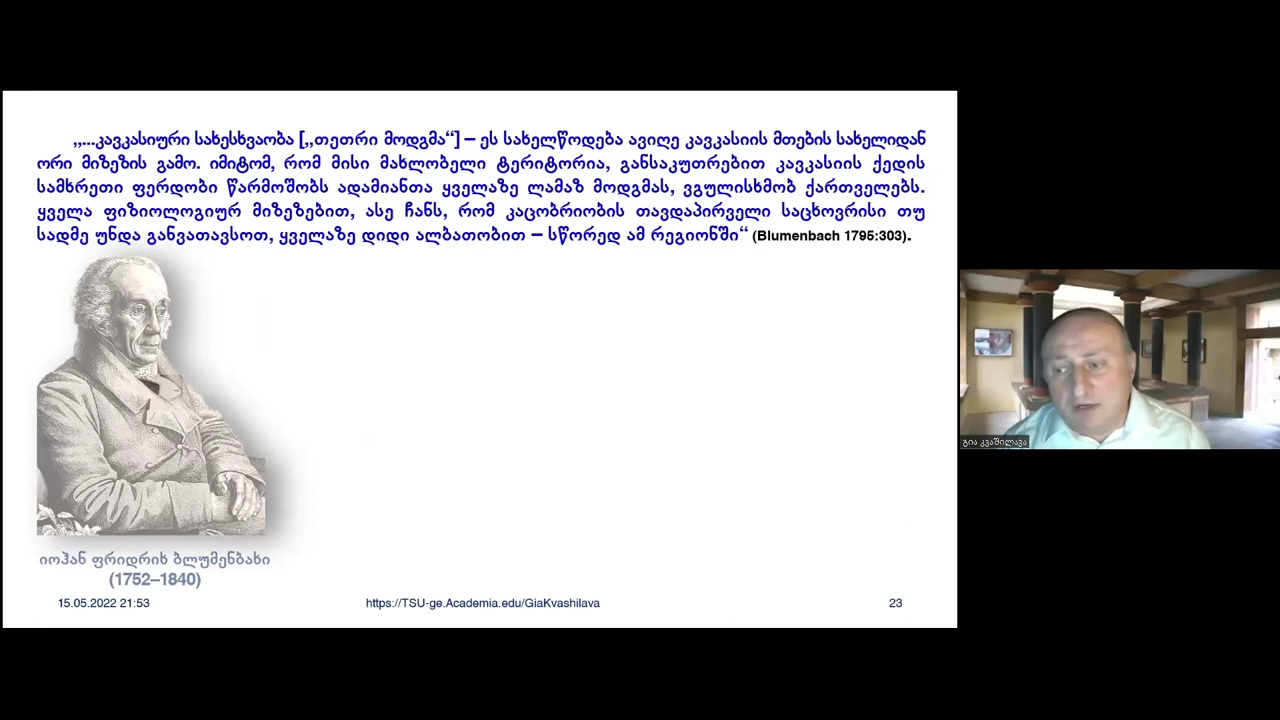 „...კავკასიური სახესხვაობა [„თეთრი მოდგმა“] – ეს სახელწოდება ავიღე კავკასიის მთების სახელიდან
ორი მიზეზის გამო. იმიტომ, რომ მისი მახლობელი ტერიტორია, განსაკუთრებით კავკასიის ქედის
სამხრეთი ფერდობი წარმოშობს ადამიანთა ყველაზე ლამაზ მოდგმას, ვგულისხმობ ქართველებს.
ყველა ფიზიოლოგიურ მიზეზებით, ასე ჩანს, რომ კაცობრიობის თავდაპირველი საცხოვრისი თუ
სადმე უნდა განვათავსოთ, ყველაზე დიდი ალბათობით – სწორედ ამ რეგიონში“ (Blumenbach 1795:303).
იოჰან ფრიდრიხ ბლუმენბახი
(1752–1840)
15.05.2022 21:53
https://TSU-ge.Academia.edu/GiaKvashilava
23
გია კვაშილავა